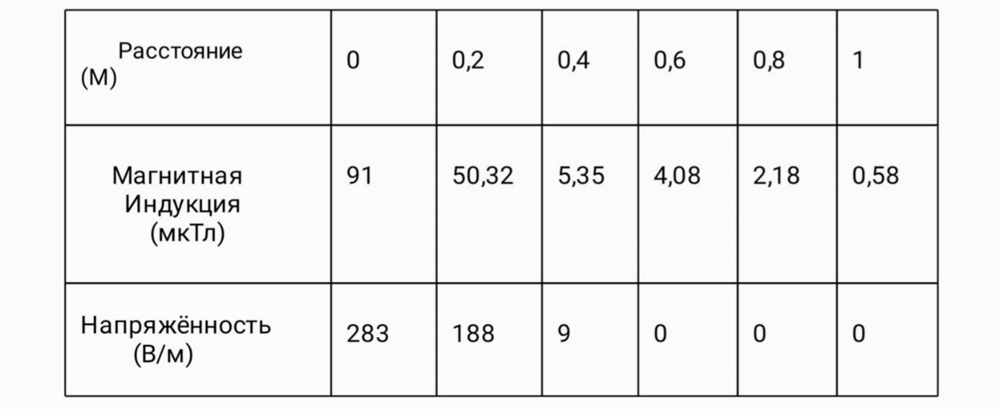 Расстояние 0 0,2 0,4 0,6 0,8 1
(М)
Магнитная 91 50,32 5,35 4,08 2,18 0,58
Индукция
(мкТл)
Напряжённость 283 188 9 0 0 0
(В/м)